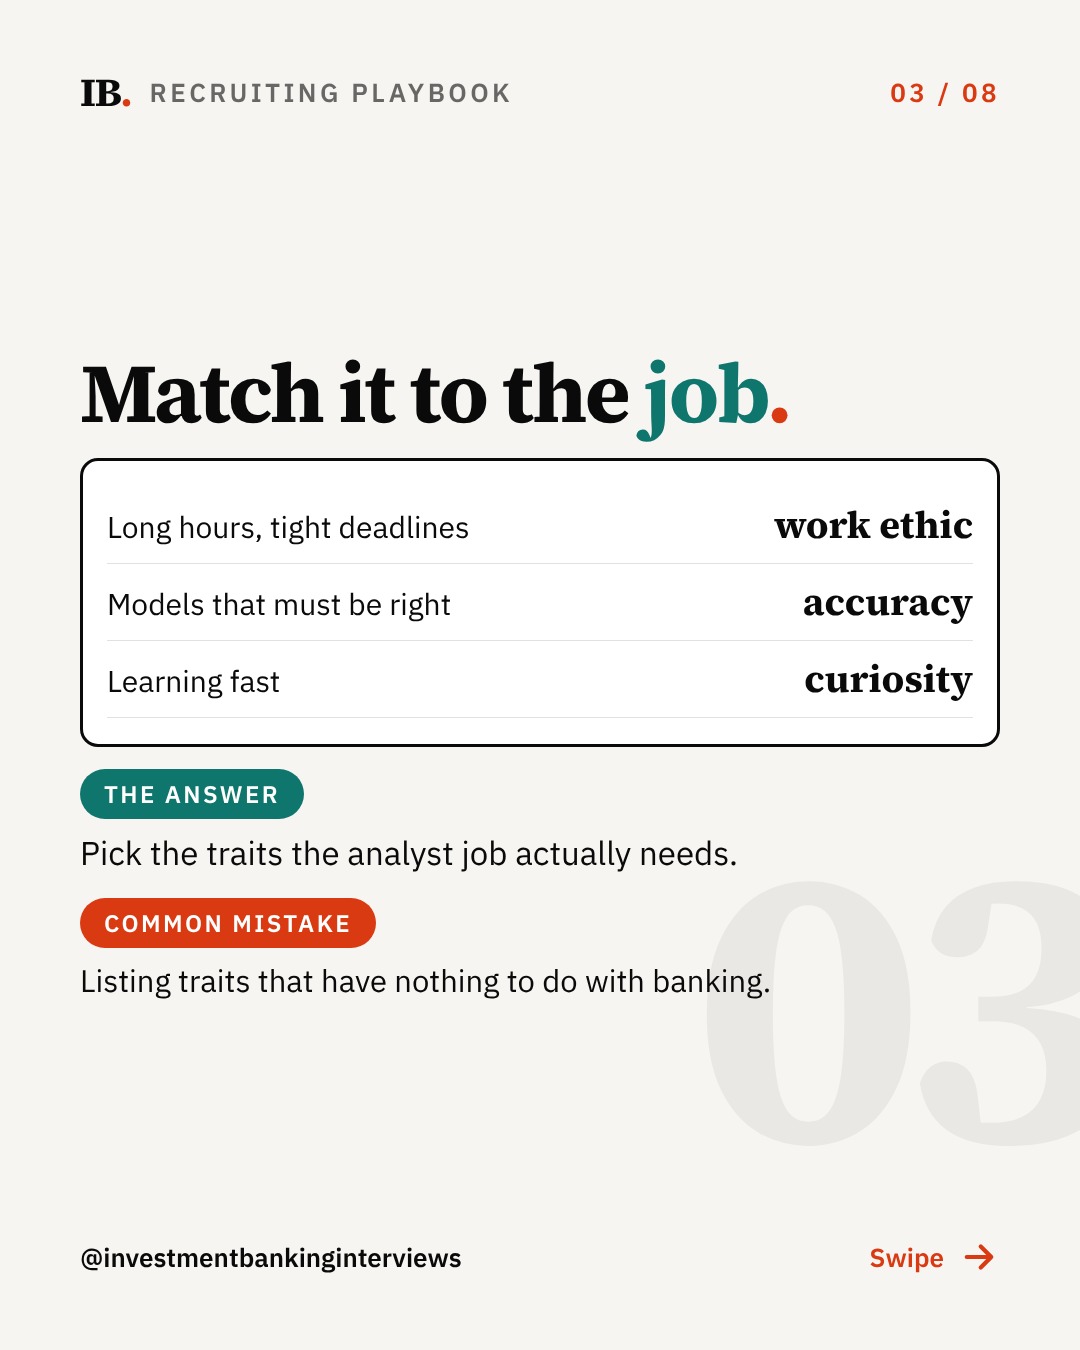 IB. RECRUITING PLAYBOOK 03 / 08
Match it to the job.
Long hours, tight deadlines work ethic
Models that must be right accuracy
Learning fast curiosity
THE ANSWER
Pick the traits the analyst job actually needs.
COMMON MISTAKE
Listing traits that have nothing to do with banking.
03
@investmentbankinginterviews Swipe →